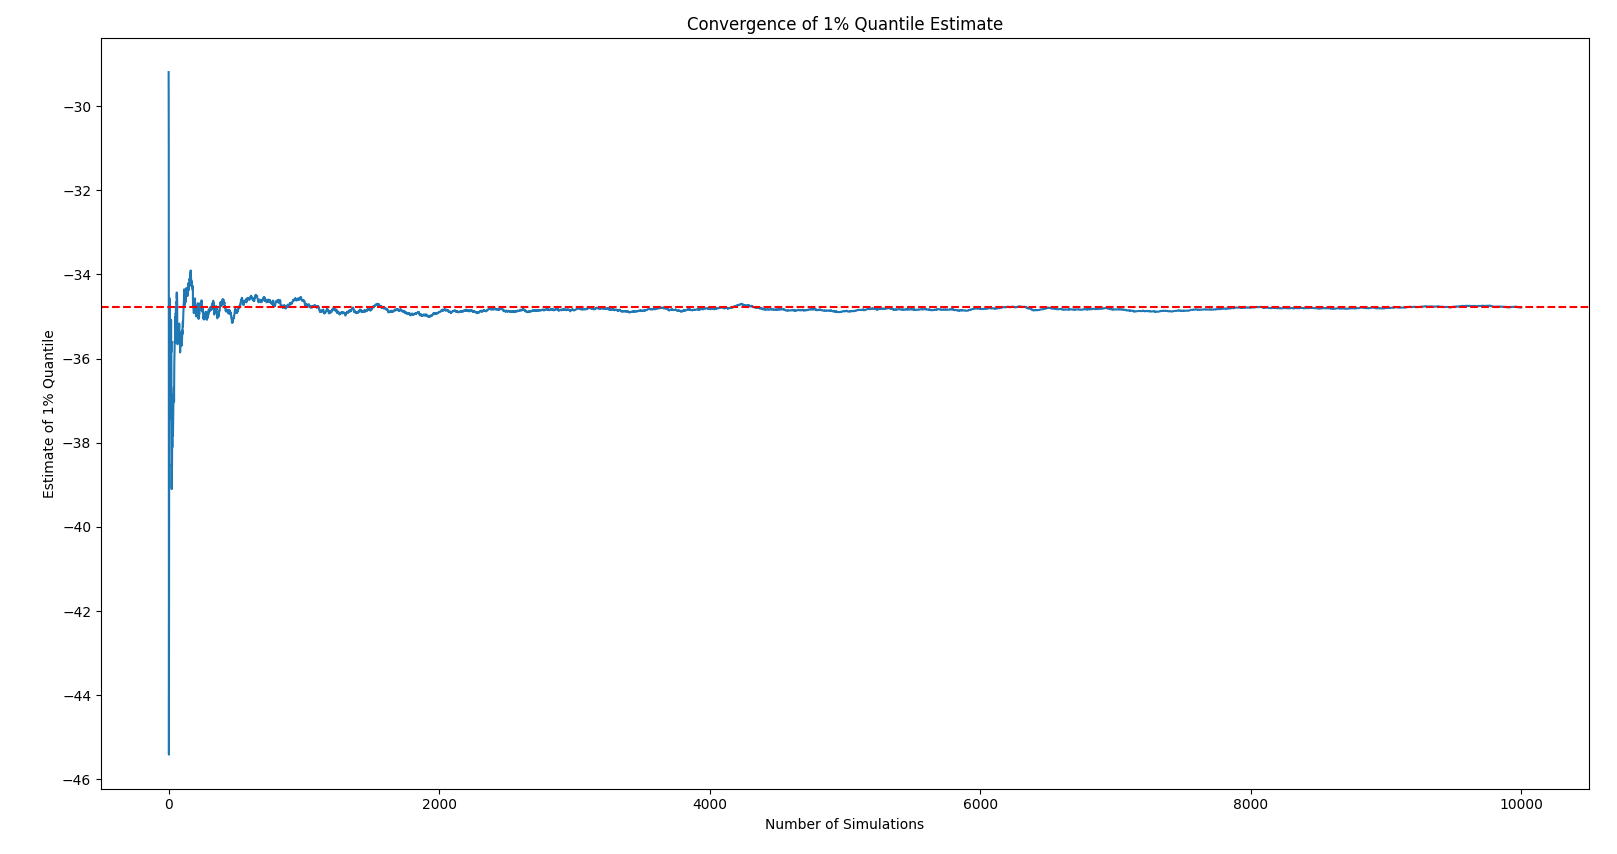 Convergence of 1% Quantile Estimate
−30
−32
−34
−36
−38
−40
−42
−44
−46
Estimate of 1% Quantile
0 2000 4000 6000 8000 10000
Number of Simulations